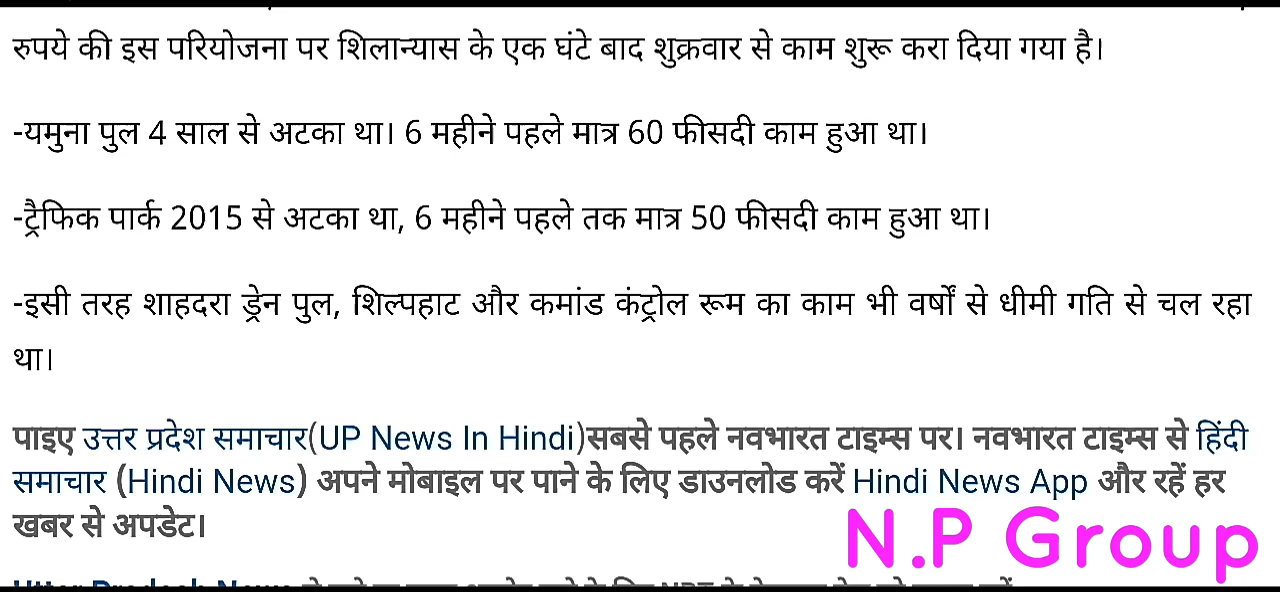 रुपये की इस परियोजना पर शिलान्यास के एक घंटे बाद शुक्रवार से काम शुरू करा दिया गया है।
-यमुना पुल 4 साल से अटका था। 6 महीने पहले मात्र 60 फीसदी काम हुआ था।
-ट्रैफिक पार्क 2015 से अटका था, 6 महीने पहले तक मात्र 50 फीसदी काम हुआ था।
-इसी तरह शाहदरा ड्रेन पुल, शिल्पहाट और कमांड कंट्रोल रूम का काम भी वर्षों से धीमी गति से चल रहा
था।
पाइए उत्तर प्रदेश समाचार(UP News In Hindi)सबसे पहले नवभारत टाइम्स पर। नवभारत टाइम्स से हिंदी
समाचार (Hindi News) अपने मोबाइल पर पाने के लिए डाउनलोड करें Hindi News App और रहें हर
खबर से अपडेट।
N.P Group
Uttar Pradesh News